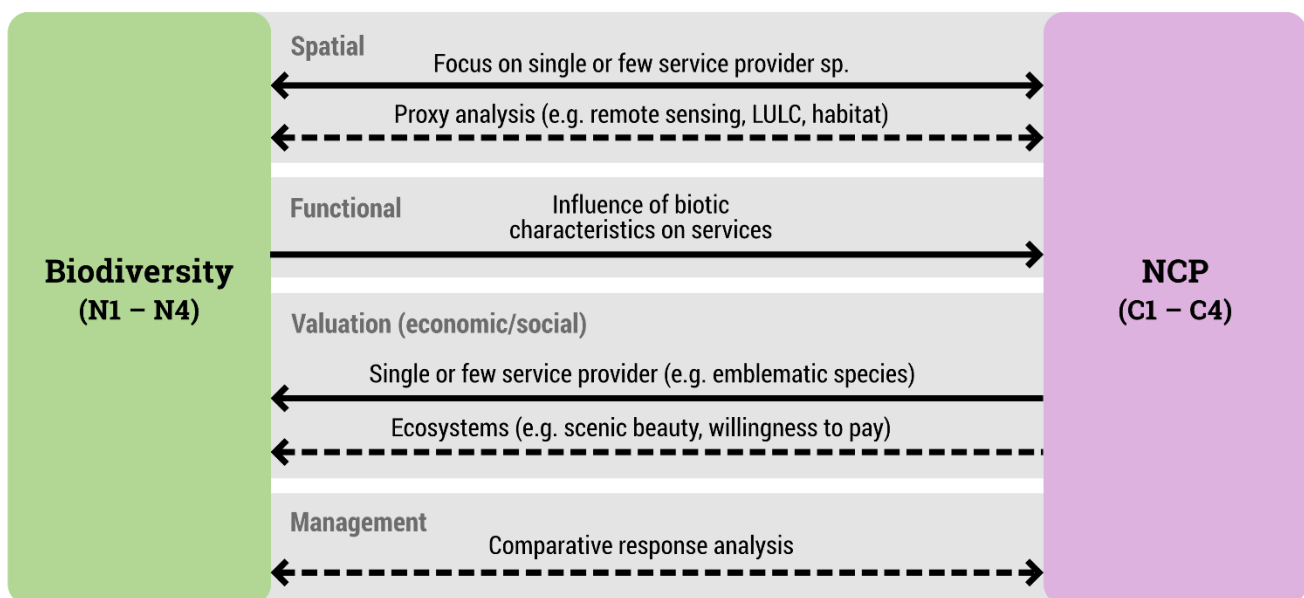 Spatial
Focus on single or few service provider sp.
Proxy analysis (e.g. remote sensing, LULC, habitat)
Functional
Influence of biotic
characteristics on services
Biodiversity
(N1 – N4)
NCP
(C1 – C4)
Valuation (economic/social)
Single or few service provider (e.g. emblematic species)
Ecosystems (e.g. scenic beauty, willingness to pay)
Management
Comparative response analysis